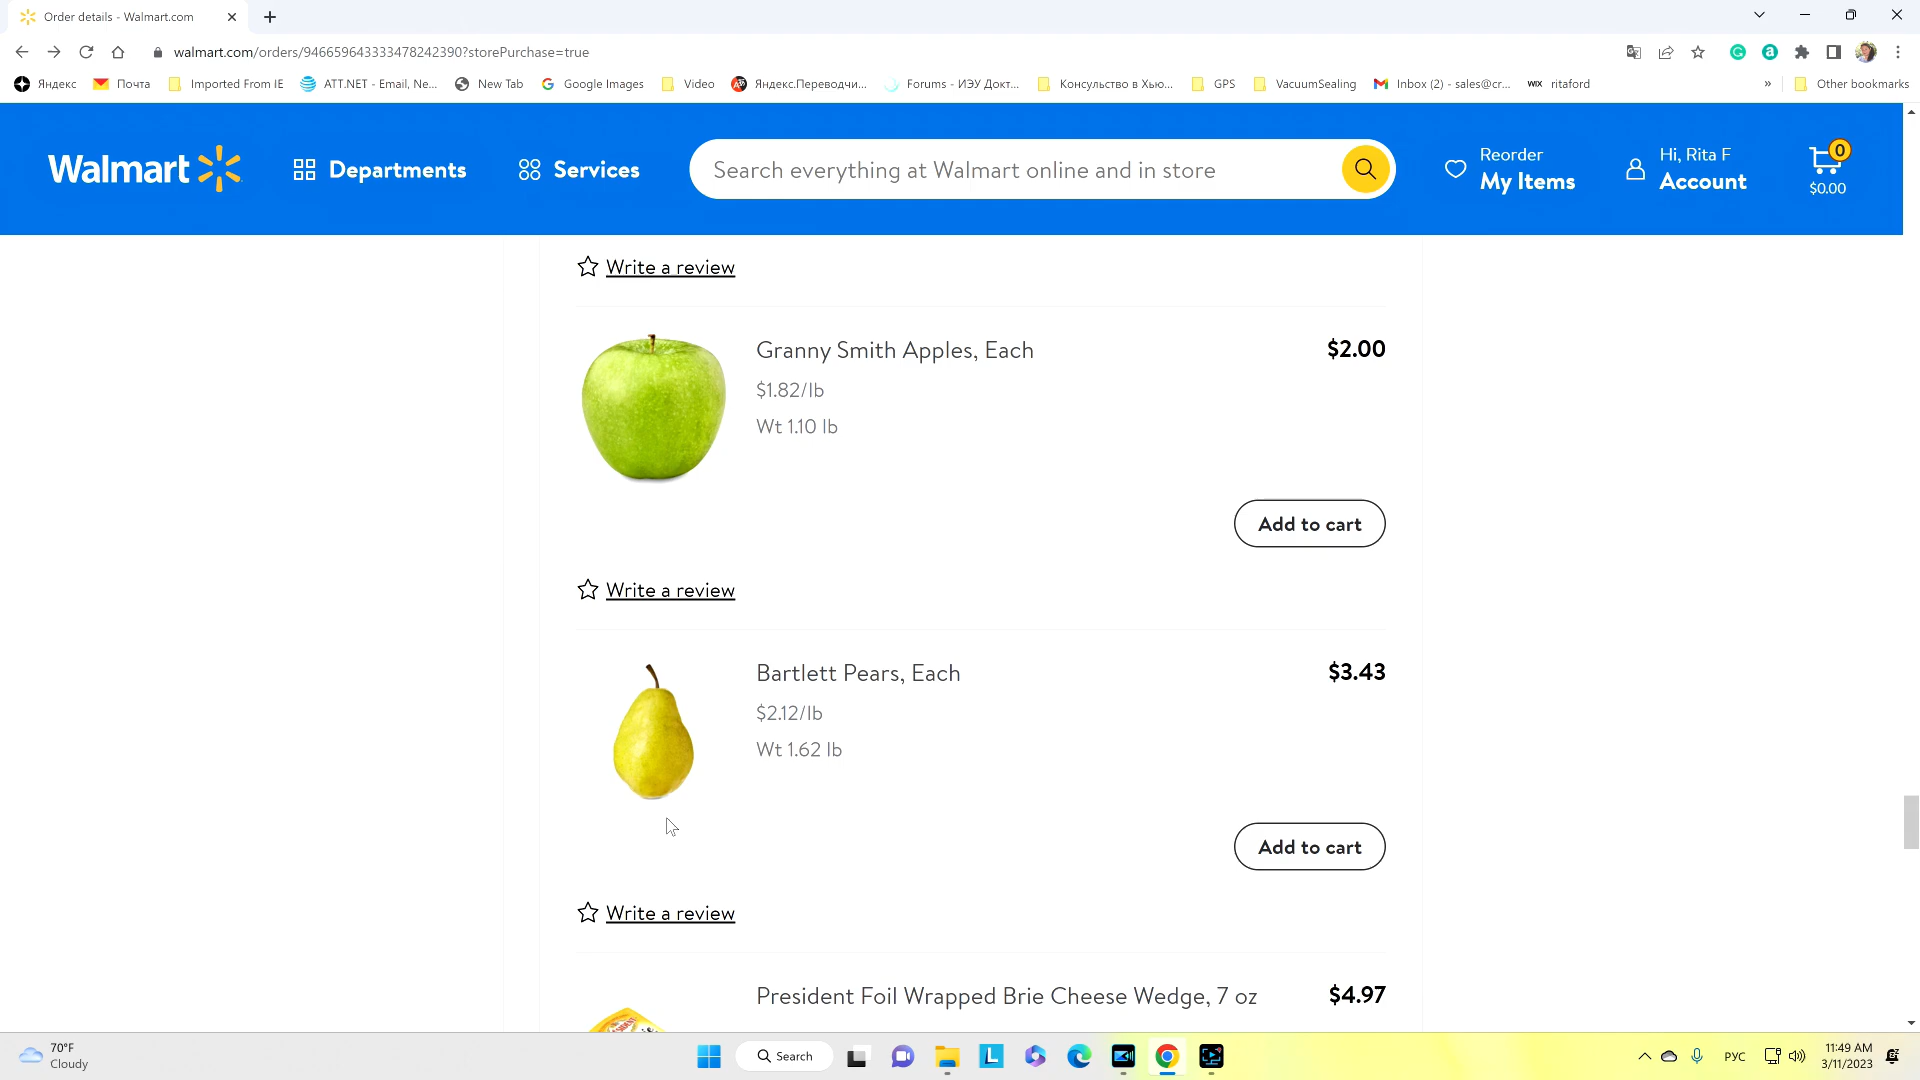 Order details - Walmart.com
walmart.com/orders/946659643333478242390?storePurchase=true
Яндекс
Почта
Imported From IE
ATT.NET - Email, Ne...
New Tab
Google Images
Video
Яндекс.Переводчи...
Forums - ИЭУ Докт...
Консульство в Хью...
GPS
VacuumSealing
Inbox (2) - sales@cr...
WIX
ritaford
»
Other bookmarks
Walmart
Departments
Services
Search everything at Walmart online and in store
Reorder
My Items
Hi, Rita F
Account
0
$0.00
Write a review
Granny Smith Apples, Each
$2.00
$1.82/lb
Wt 1.10 lb
Add to cart
Write a review
Bartlett Pears, Each
$3.43
$2.12/lb
Wt 1.62 lb
Add to cart
Write a review
President Foil Wrapped Brie Cheese Wedge, 7 oz
$4.97
70°F
Cloudy
Search
РУС
11:49 AM
3/11/2023